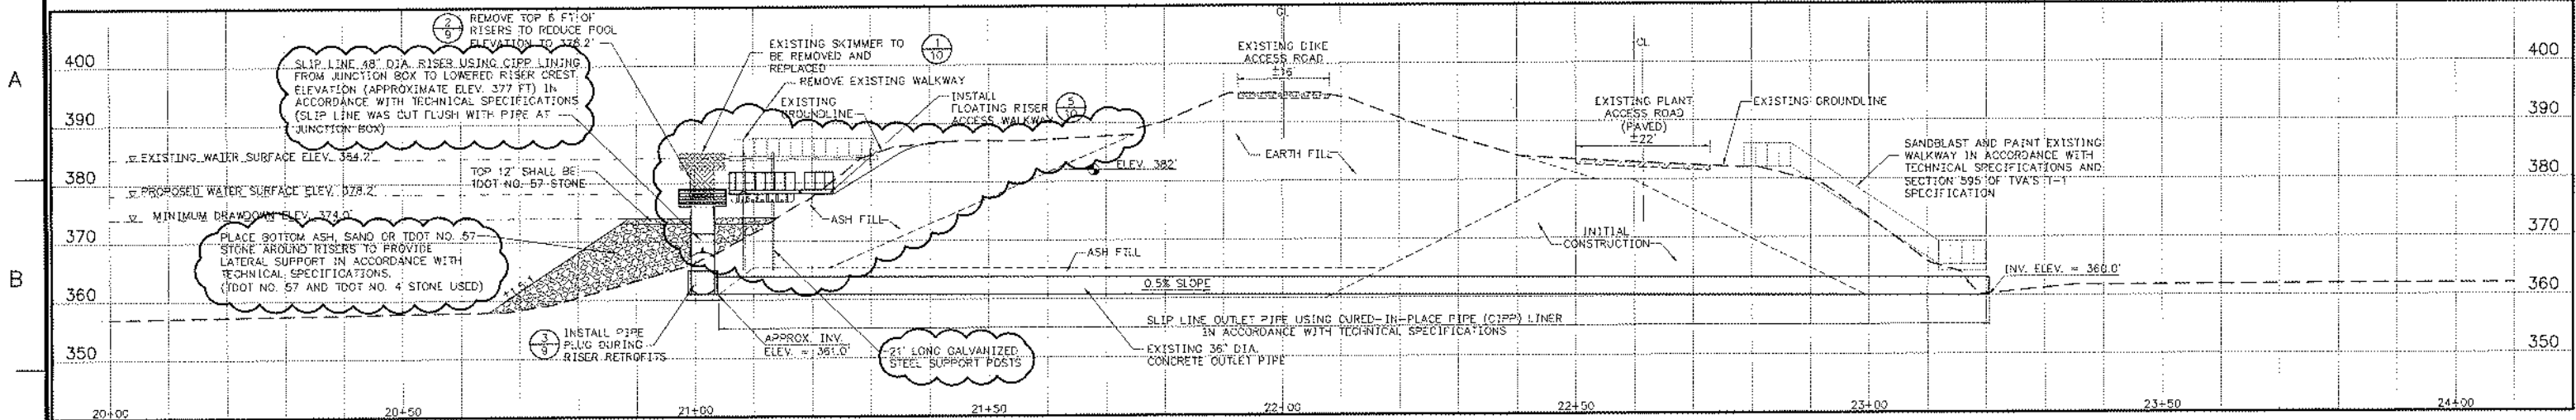 2
9
REMOVE TOP 6 FT OF
RISERS TO REDUCE POOL
ELEVATION TO 378.2'
SLIP LINE 48" DIA. RISER USING CIPP LINING
FROM JUNCTION BOX TO LOWERED RISER CREST
ELEVATION (APPROXIMATE ELEV. 377 FT) IN
ACCORDANCE WITH TECHNICAL SPECIFICATIONS
(SLIP LINE WAS CUT FLUSH WITH PIPE AT
JUNCTION BOX)
EXISTING SKIMMER TO
BE REMOVED AND
REPLACED
1
10
REMOVE EXISTING WALKWAY
EXISTING
GROUNDLINE
INSTALL
FLOATING RISER
ACCESS WALKWAY
5
10
CL
EXISTING DIKE
ACCESS ROAD
±16'
CL
EXISTING PLANT
ACCESS ROAD
(PAVED)
±22'
EXISTING GROUNDLINE
SANDBLAST AND PAINT EXISTING
WALKWAY IN ACCORDANCE WITH
TECHNICAL SPECIFICATIONS AND
SECTION 595 OF TVA'S T-1
SPECIFICATION
A
B
400
390
380
370
360
350
400
390
380
370
360
350
EXISTING WATER SURFACE ELEV. 384.2'
PROPOSED WATER SURFACE ELEV. 378.2'
MINIMUM DRAWDOWN ELEV. 374.0'
TOP 12" SHALL BE
TDOT NO. 57 STONE
PLACE BOTTOM ASH, SAND OR TDOT NO. 57
STONE AROUND RISERS TO PROVIDE
LATERAL SUPPORT IN ACCORDANCE WITH
TECHNICAL SPECIFICATIONS.
(TDOT NO. 57 AND TDOT NO. 4 STONE USED)
ELEV. 382'
EARTH FILL
ASH FILL
ASH FILL
INITIAL
CONSTRUCTION
INV. ELEV. = 360.0'
0.5% SLOPE
SLIP LINE OUTLET PIPE USING CURED-IN-PLACE PIPE (CIPP) LINER
IN ACCORDANCE WITH TECHNICAL SPECIFICATIONS
3
9
INSTALL PIPE
PLUG DURING
RISER RETROFITS
APPROX. INV.
ELEV. = 361.0'
21' LONG GALVANIZED
STEEL SUPPORT POSTS
EXISTING 36" DIA.
CONCRETE OUTLET PIPE
20+00
20+50
21+00
21+50
22+00
22+50
23+00
23+50
24+00